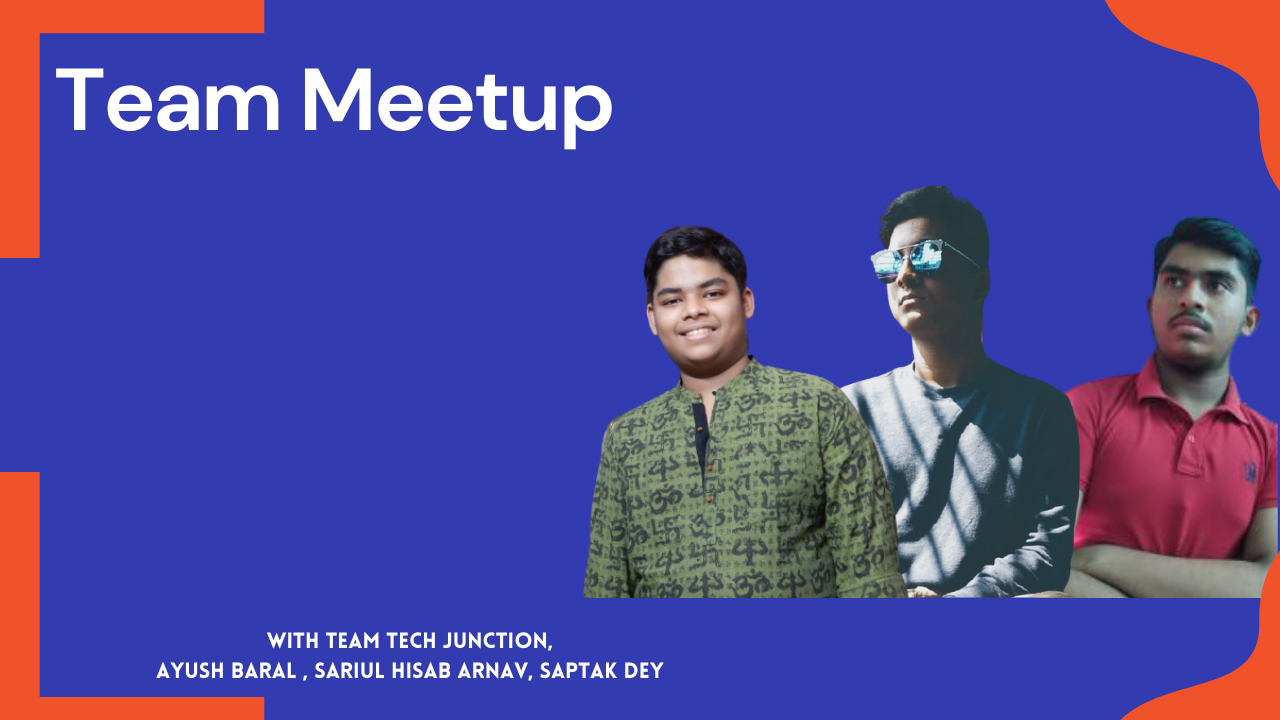 Team Meetup
WITH TEAM TECH JUNCTION,
AYUSH BARAL , SARIUL HISAB ARNAV, SAPTAK DEY